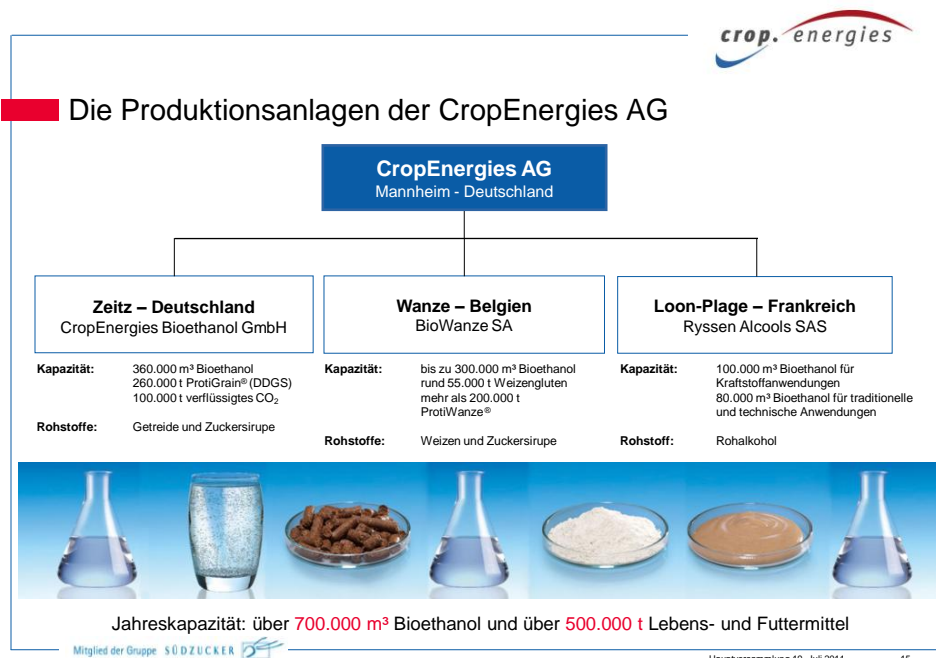 crop. energies
Die Produktionsanlagen der CropEnergies AG
CropEnergies AG
Mannheim - Deutschland
Zeitz – Deutschland
CropEnergies Bioethanol GmbH
Kapazität: 360.000 m³ Bioethanol
260.000 t ProtiGrain® (DDGS)
100.000 t verflüssigtes CO₂
Rohstoffe: Getreide und Zuckersirupe
Wanze – Belgien
BioWanze SA
Kapazität: bis zu 300.000 m³ Bioethanol
rund 55.000 t Weizengluten
mehr als 200.000 t
ProtiWanze®
Rohstoffe: Weizen und Zuckersirupe
Loon-Plage – Frankreich
Ryssen Alcools SAS
Kapazität: 100.000 m³ Bioethanol für
Kraftstoffanwendungen
80.000 m³ Bioethanol für traditionelle
und technische Anwendungen
Rohstoff: Rohalkohol
Jahreskapazität: über 700.000 m³ Bioethanol und über 500.000 t Lebens- und Futtermittel
Mitglied der Gruppe SÜDZUCKER